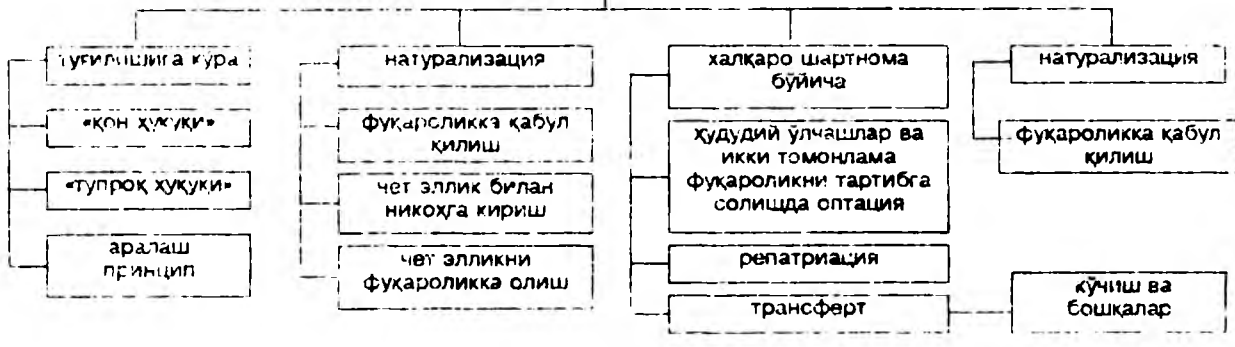 туғилишига кўра
«қон ҳуқуқи»
«тупроқ ҳуқуқи»
аралаш
принцип
натурализация
фуқароликка қабул
қилиш
чет эллик билан
никоҳга кириш
чет элликни
фуқароликка олиш
халқаро шартнома
бўйича
ҳудудий ўлчашлар ва
икки томонлама
фуқароликни тартибга
солишда оптация
репатриация
трансферт
натурализация
фуқароликка қабул
қилиш
кўчиш ва
бошқалар